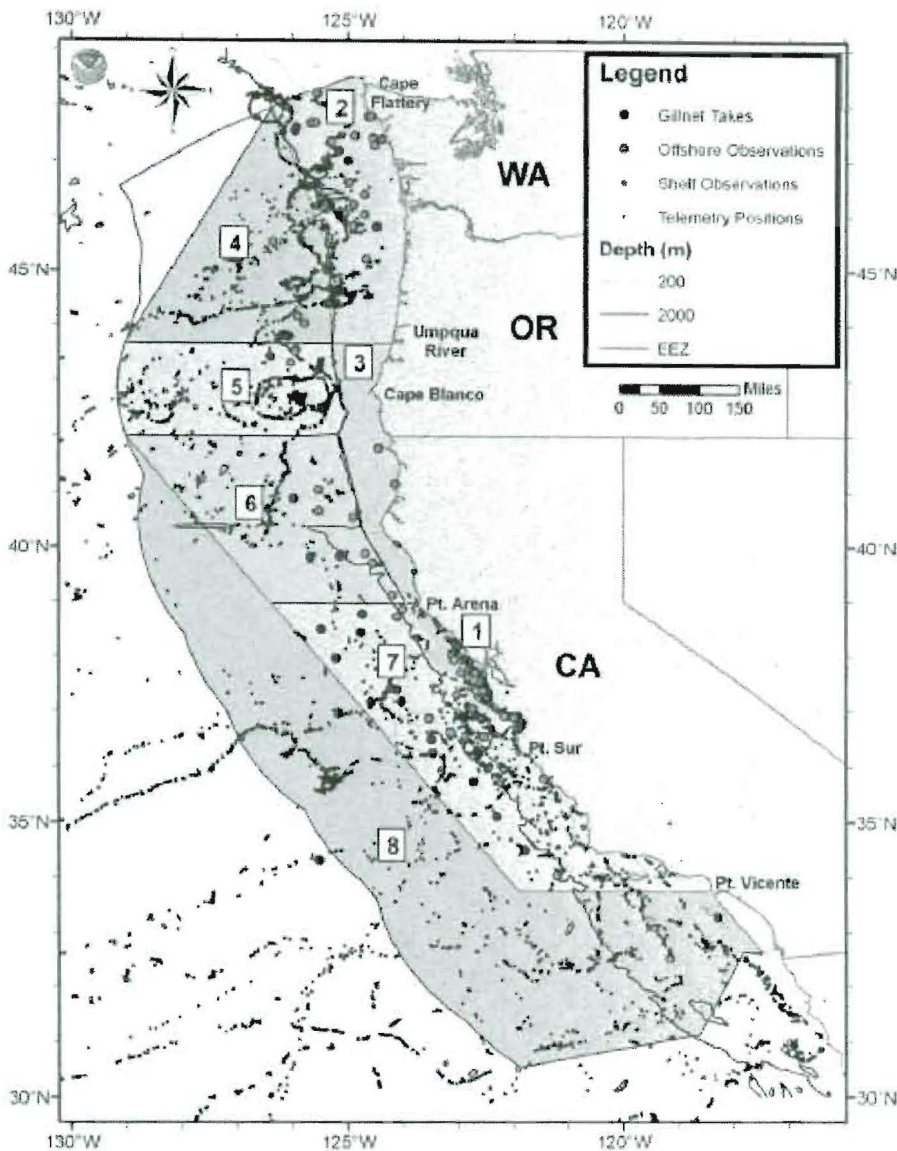 130°W 125°W 120°W
Legend
Gillnet Takes
Offshore Observations
Shelf Observations
Telemetry Positions
Depth (m)
200
2000
EEZ
Miles
0 25 50 100 150
Cape
Flattery
2
WA
4
45°N 45°N
OR
Umpqua
River
3
5
Cape Blanco
6
40°N 40°N
Pt. Arena
1
7
CA
Pt. Sur
35°N 35°N
8
Pt. Vicente
30°N 30°N
130°W 125°W 120°W